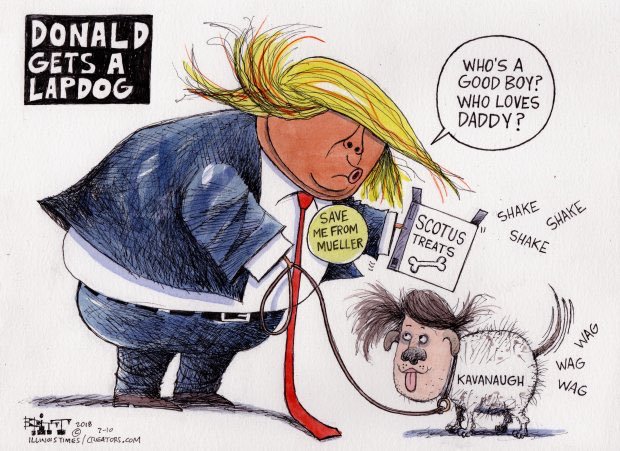 DONALD
GETS A
LAPDOG
WHO'S A
GOOD BOY?
WHO LOVES
DADDY?
SAVE
ME FROM
MUELLER
SCOTUS
TREATS
SHAKE
SHAKE
SHAKE
KAVANAUGH
WAG
WAG
WAG
BRITT 2018
© 7-10
ILLINOIS TIMES/CREATORS.COM